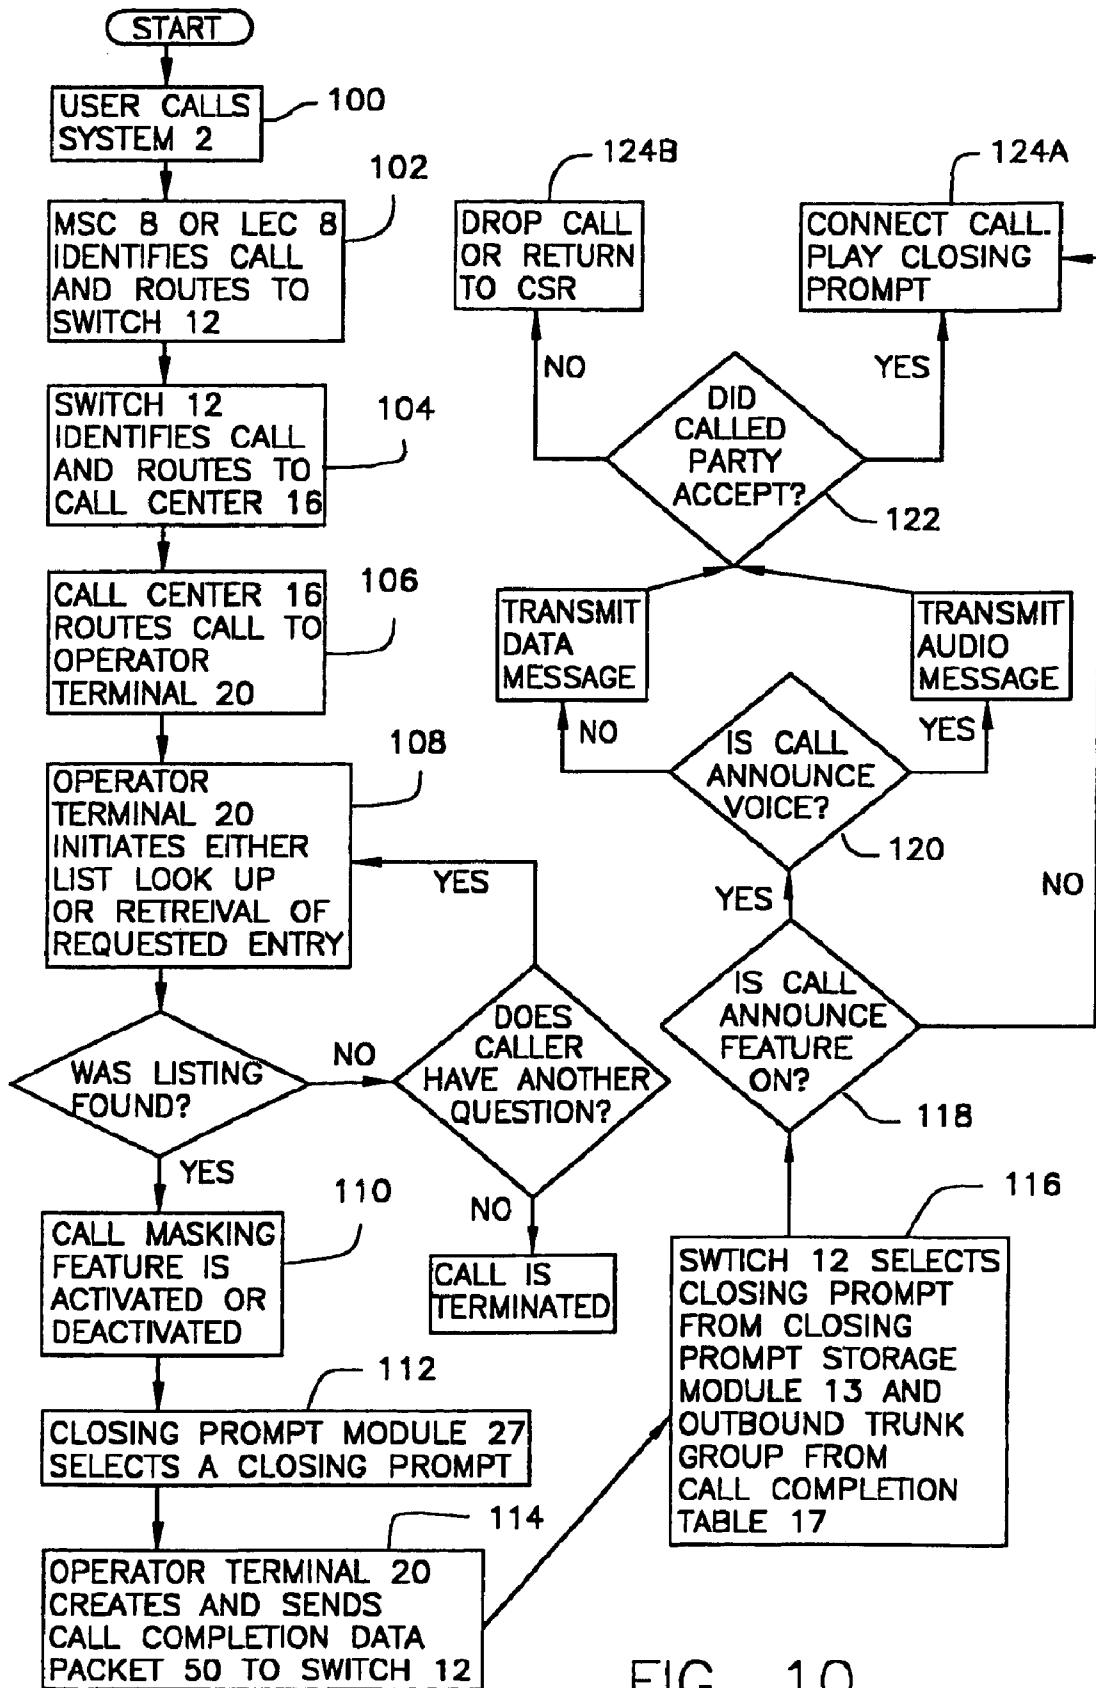 START
USER CALLS
SYSTEM 2
100
MSC 8 OR LEC 8
IDENTIFIES CALL
AND ROUTES TO
SWITCH 12
102
SWITCH 12
IDENTIFIES CALL
AND ROUTES TO
CALL CENTER 16
104
CALL CENTER 16
ROUTES CALL TO
OPERATOR
TERMINAL 20
106
OPERATOR
TERMINAL 20
INITIATES EITHER
LIST LOOK UP
OR RETREIVAL OF
REQUESTED ENTRY
108
WAS LISTING
FOUND?
NO
YES
DOES
CALLER
HAVE ANOTHER
QUESTION?
YES
NO
CALL IS
TERMINATED
CALL MASKING
FEATURE IS
ACTIVATED OR
DEACTIVATED
110
CLOSING PROMPT MODULE 27
SELECTS A CLOSING PROMPT
112
OPERATOR TERMINAL 20
CREATES AND SENDS
CALL COMPLETION DATA
PACKET 50 TO SWITCH 12
114
SWTICH 12 SELECTS
CLOSING PROMPT
FROM CLOSING
PROMPT STORAGE
MODULE 13 AND
OUTBOUND TRUNK
GROUP FROM
CALL COMPLETION
TABLE 17
116
IS CALL
ANNOUNCE
FEATURE
ON?
118
YES
NO
IS CALL
ANNOUNCE
VOICE?
120
NO
YES
TRANSMIT
DATA
MESSAGE
TRANSMIT
AUDIO
MESSAGE
DID
CALLED
PARTY
ACCEPT?
122
NO
YES
DROP CALL
OR RETURN
TO CSR
124B
CONNECT CALL.
PLAY CLOSING
PROMPT
124A
FIG. 10